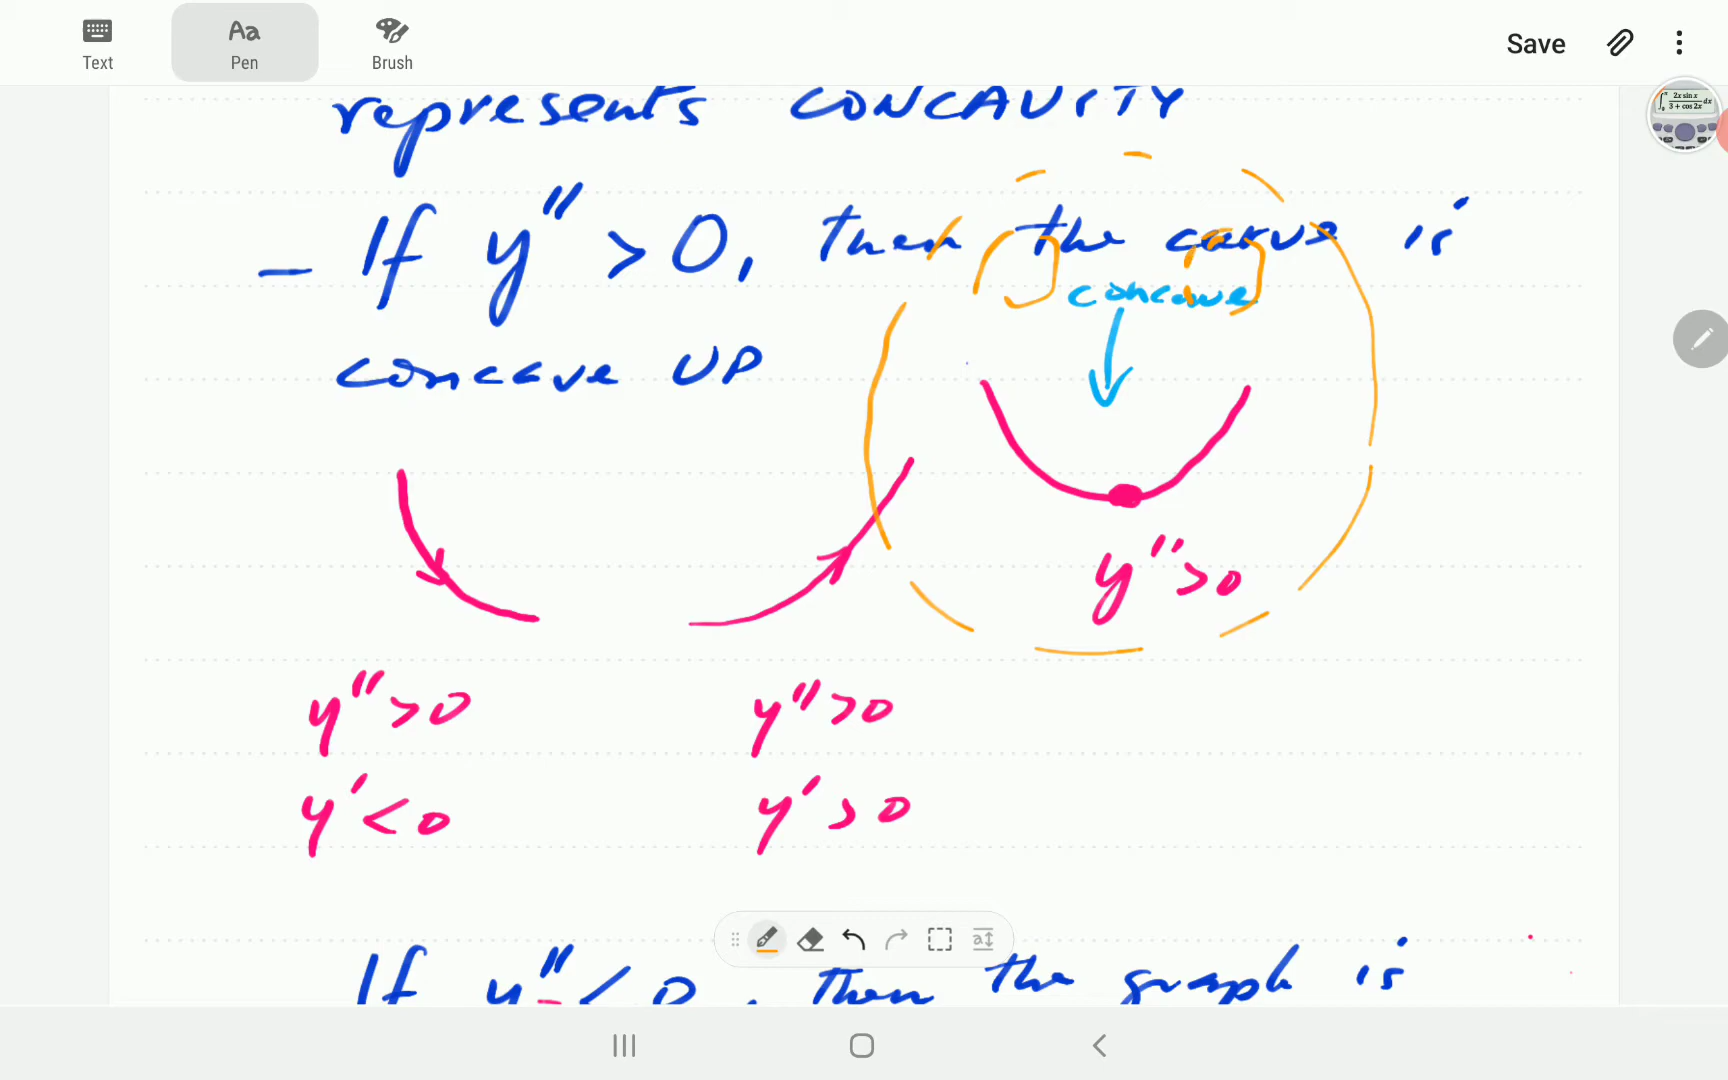 Text
Aa
Pen
Brush
Save
represents CONCAVITY
— If y" > 0, then the curve is
concave
concave UP
y" > 0
y" > 0
y" > 0
y' < 0
y' > 0
If y" < 0, then the graph is